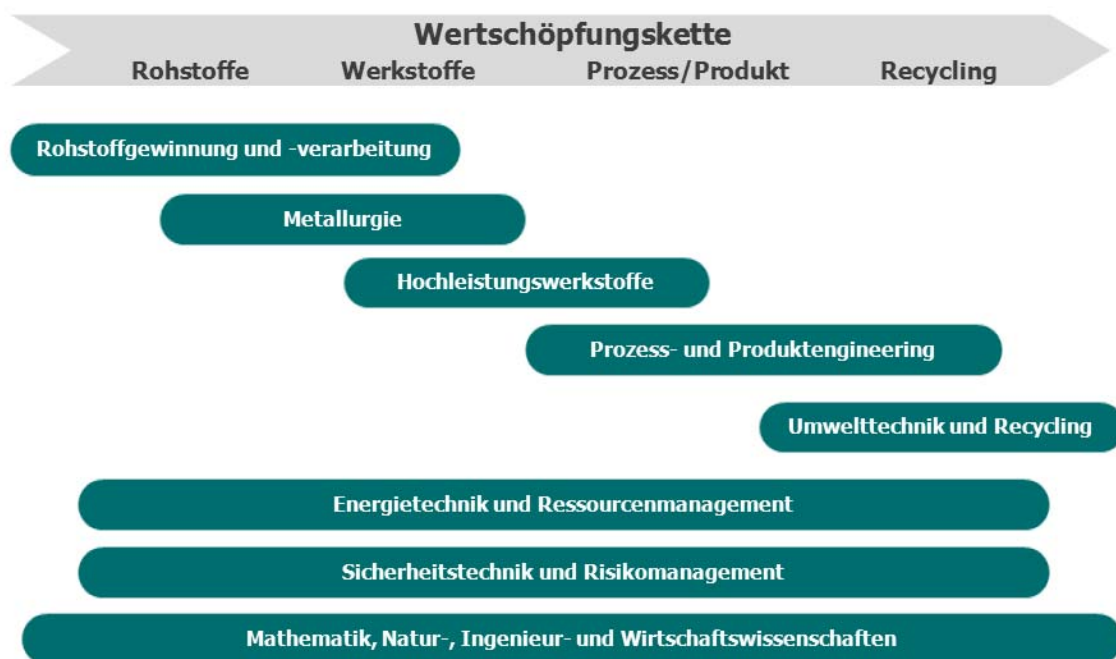 Wertschöpfungskette
Rohstoffe Werkstoffe Prozess/Produkt Recycling
Rohstoffgewinnung und -verarbeitung
Metallurgie
Hochleistungswerkstoffe
Prozess- und Produktengineering
Umwelttechnik und Recycling
Energietechnik und Ressourcenmanagement
Sicherheitstechnik und Risikomanagement
Mathematik, Natur-, Ingenieur- und Wirtschaftswissenschaften